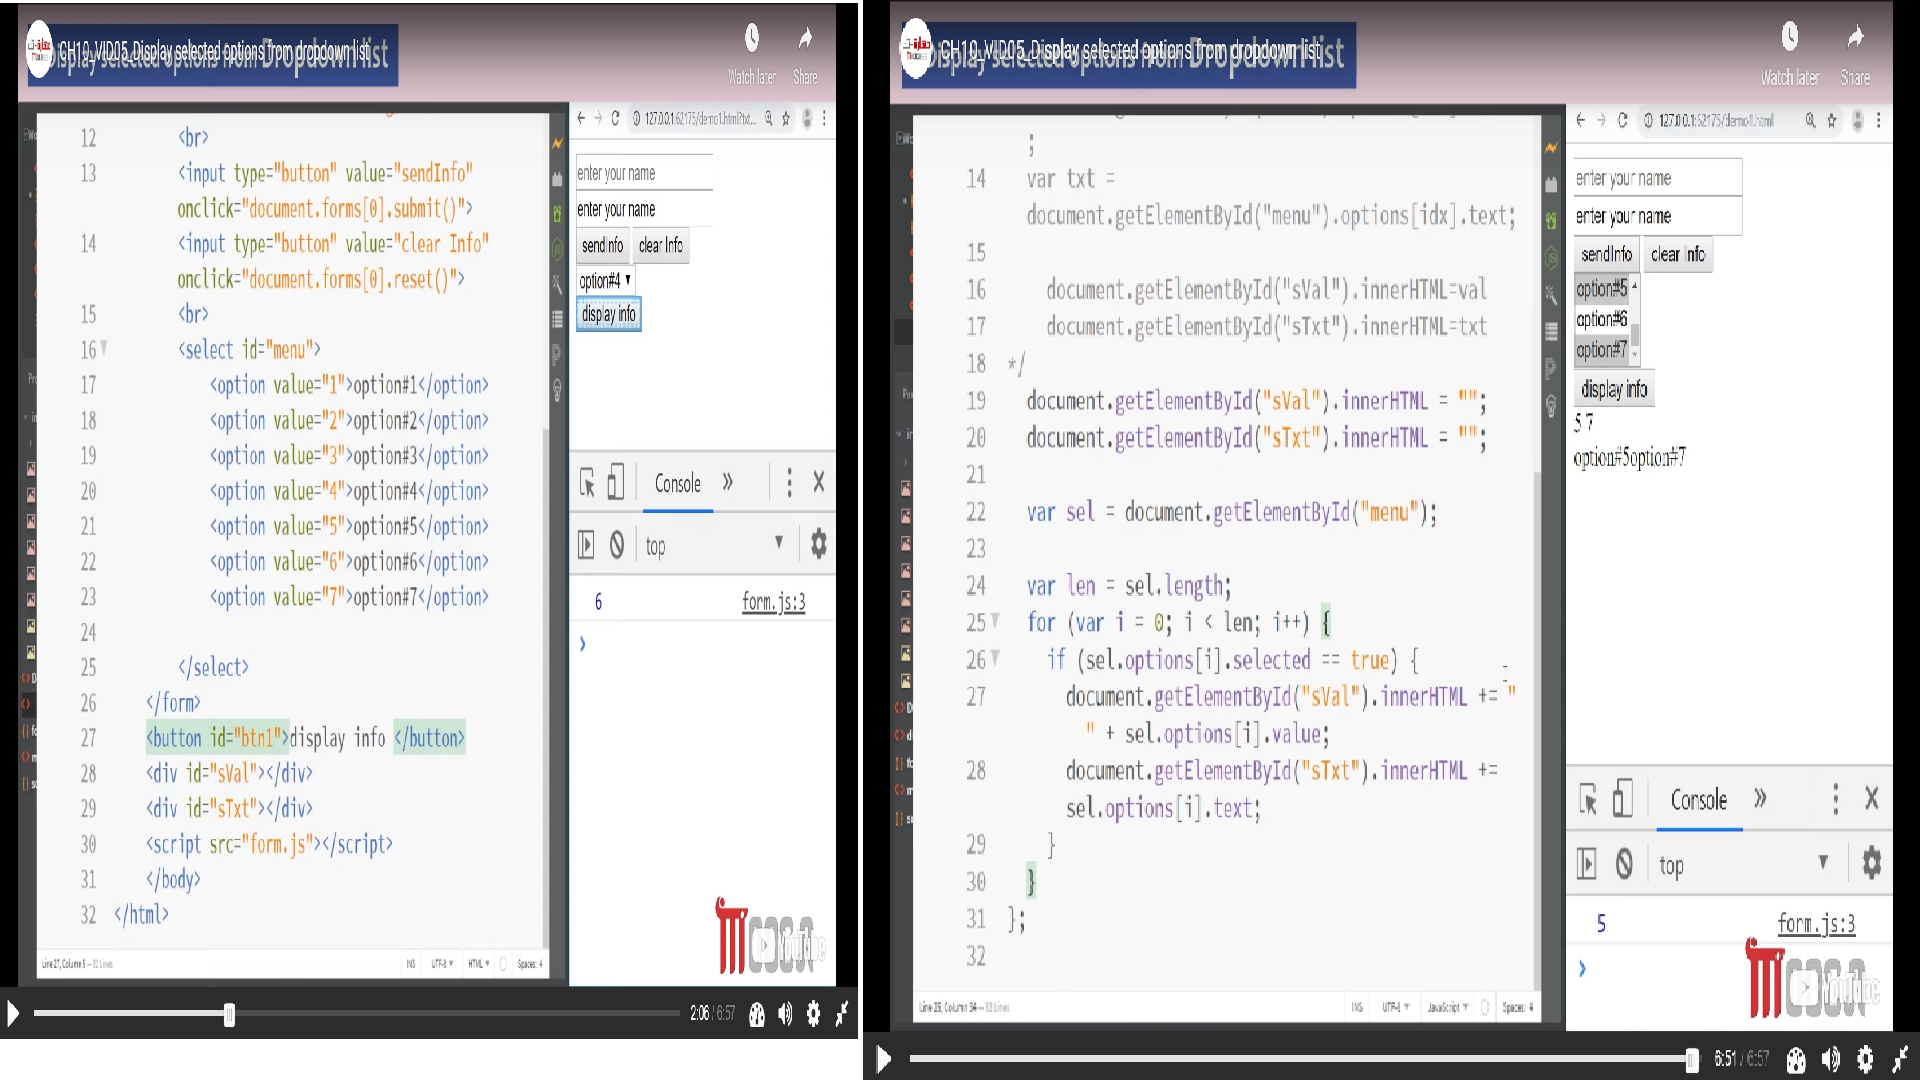 CH10_VID05_Display selected options from dropdown list
Watch later
Share
127.0.0.1:62175/demo1.html?txt...
12 <br>
13 <input type="button" value="sendInfo"
onclick="document.forms[0].submit()">
14 <input type="button" value="clear Info"
onclick="document.forms[0].reset()">
15 <br>
16 <select id="menu">
17 <option value="1">option#1</option>
18 <option value="2">option#2</option>
19 <option value="3">option#3</option>
20 <option value="4">option#4</option>
21 <option value="5">option#5</option>
22 <option value="6">option#6</option>
23 <option value="7">option#7</option>
24
25 </select>
26 </form>
27 <button id="btn1">display info </button>
28 <div id="sVal"></div>
29 <div id="sTxt"></div>
30 <script src="form.js"></script>
31 </body>
32 </html>
Line 27, Column 5 — 32 Lines
INS UTF-8 HTML Spaces: 4
enter your name
enter your name
sendInfo clear Info
option#4
display info
Console »
top
6 form.js:3
YouTube
2:06 / 6:57
CH10_VID05_Display selected options from dropdown list
Watch later
Share
127.0.0.1:62175/demo1.html
;
14 var txt =
document.getElementById("menu").options[idx].text;
15
16 document.getElementById("sVal").innerHTML=val
17 document.getElementById("sTxt").innerHTML=txt
18 */
19 document.getElementById("sVal").innerHTML = "";
20 document.getElementById("sTxt").innerHTML = "";
21
22 var sel = document.getElementById("menu");
23
24 var len = sel.length;
25 for (var i = 0; i < len; i++) {
26 if (sel.options[i].selected == true) {
27 document.getElementById("sVal").innerHTML += "
" + sel.options[i].value;
28 document.getElementById("sTxt").innerHTML +=
sel.options[i].text;
29 }
30 }
31 };
32
INS UTF-8 JavaScript Spaces: 4
enter your name
enter your name
sendInfo clear Info
option#5
option#6
option#7
display info
5 7
option#5option#7
Console »
top
5 form.js:3
YouTube
6:51 / 6:57